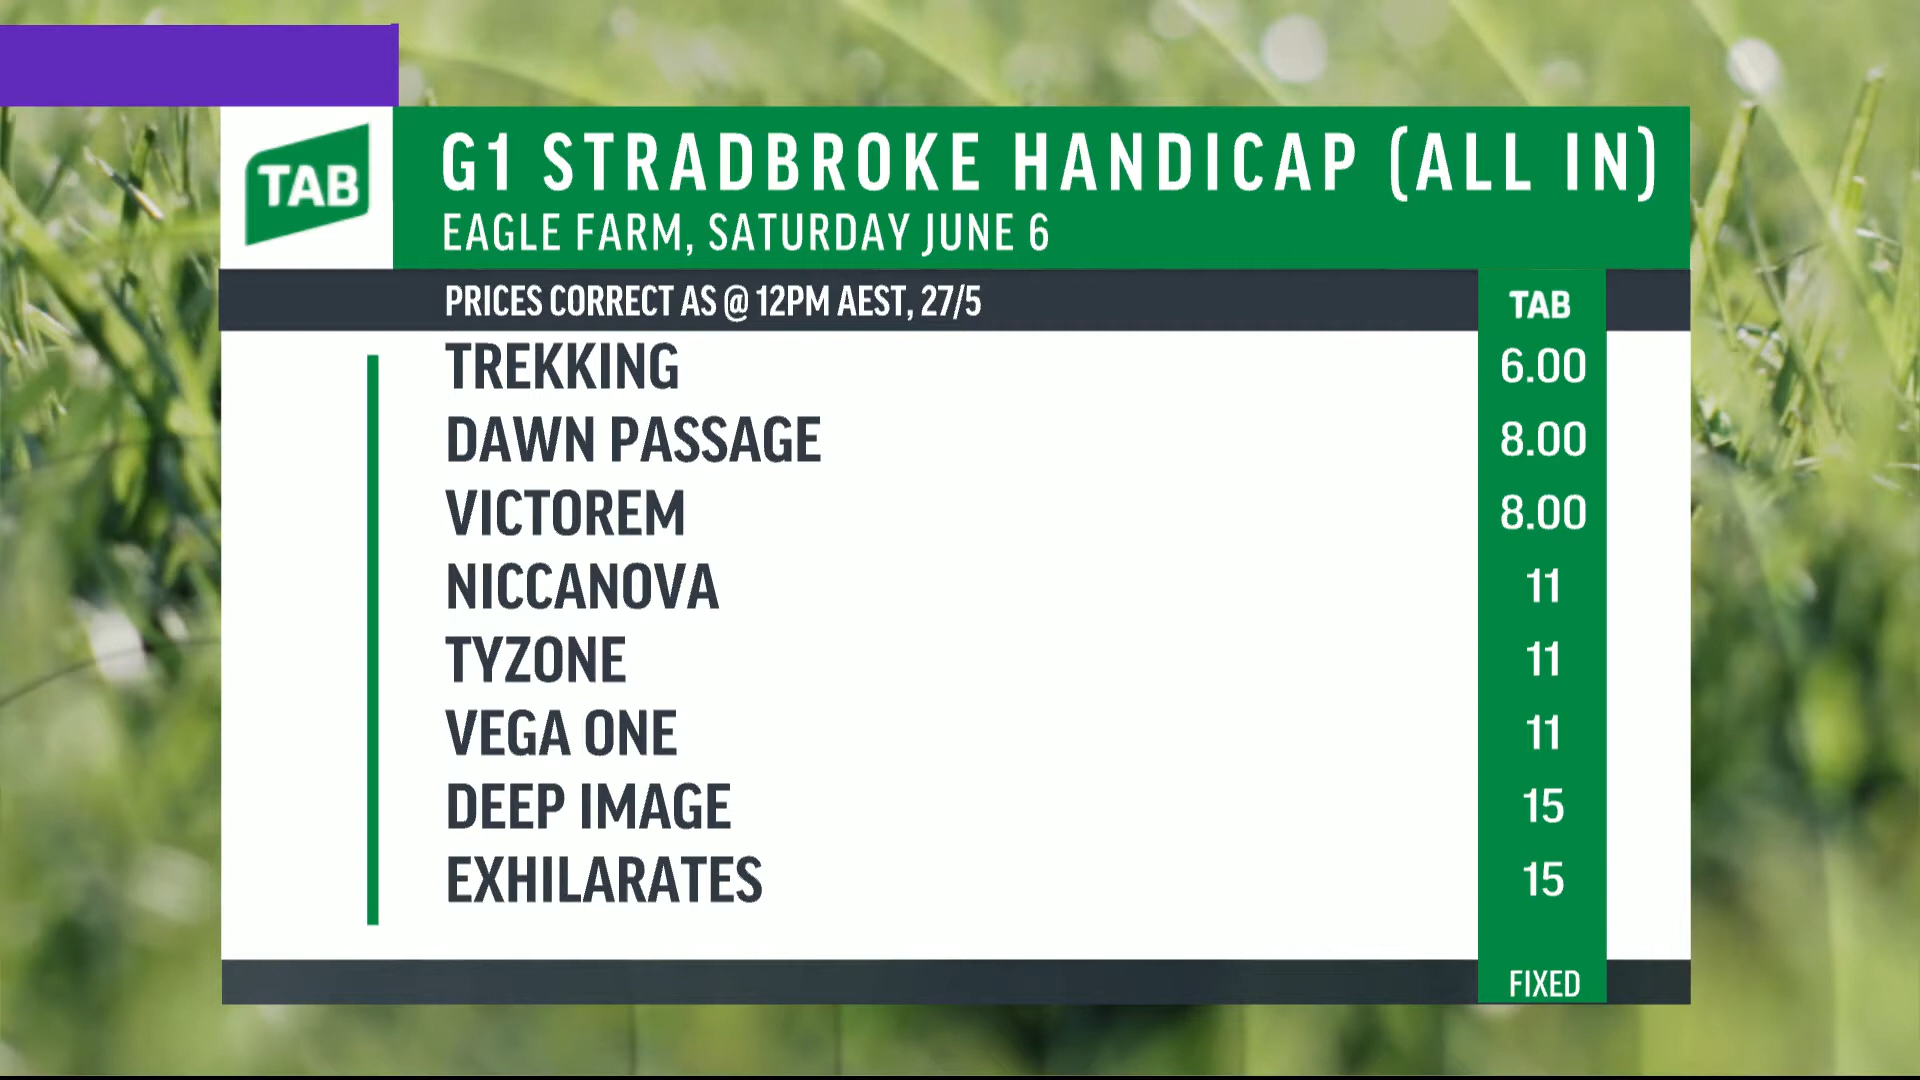 TAB
G1 STRADBROKE HANDICAP (ALL IN)
EAGLE FARM, SATURDAY JUNE 6
PRICES CORRECT AS @ 12PM AEST, 27/5 TAB
TREKKING 6.00
DAWN PASSAGE 8.00
VICTOREM 8.00
NICCANOVA 11
TYZONE 11
VEGA ONE 11
DEEP IMAGE 15
EXHILARATES 15
FIXED